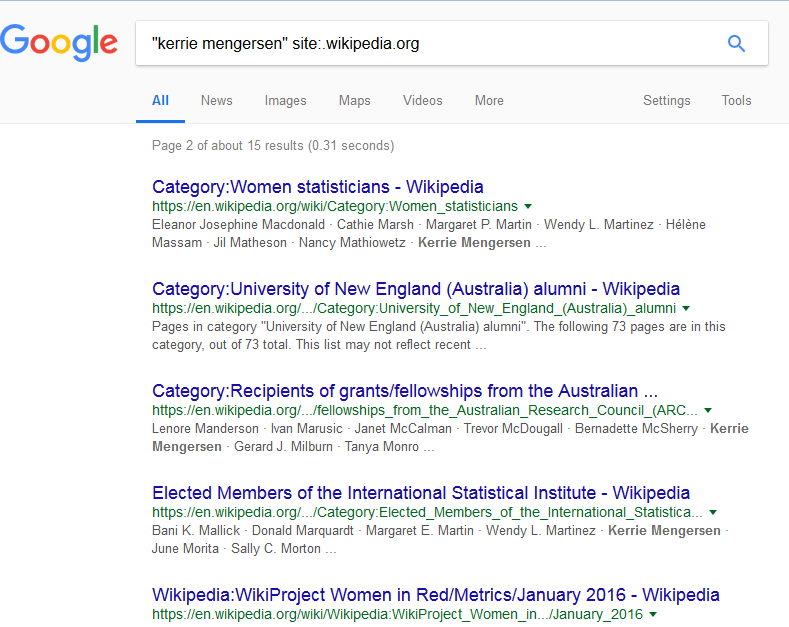 Google
"kerrie mengersen" site:.wikipedia.org
All News Images Maps Videos More Settings Tools
Page 2 of about 15 results (0.31 seconds)
Category:Women statisticians - Wikipedia
https://en.wikipedia.org/wiki/Category:Women_statisticians
Eleanor Josephine Macdonald · Cathie Marsh · Margaret P. Martin · Wendy L. Martinez · Hélène
Massam · Jil Matheson · Nancy Mathiowetz · Kerrie Mengersen ...
Category:University of New England (Australia) alumni - Wikipedia
https://en.wikipedia.org/.../Category:University_of_New_England_(Australia)_alumni
Pages in category "University of New England (Australia) alumni". The following 73 pages are in this
category, out of 73 total. This list may not reflect recent ...
Category:Recipients of grants/fellowships from the Australian ...
https://en.wikipedia.org/.../fellowships_from_the_Australian_Research_Council_(ARC...
Lenore Manderson · Ivan Marusic · Janet McCalman · Trevor McDougall · Bernadette McSherry · Kerrie
Mengersen · Gerard J. Milburn · Tanya Monro ...
Elected Members of the International Statistical Institute - Wikipedia
https://en.wikipedia.org/.../Category:Elected_Members_of_the_International_Statistica...
Bani K. Mallick · Donald Marquardt · Margaret E. Martin · Wendy L. Martinez · Kerrie Mengersen ·
June Morita · Sally C. Morton ...
Wikipedia:WikiProject Women in Red/Metrics/January 2016 - Wikipedia
https://en.wikipedia.org/wiki/Wikipedia:WikiProject_Women_in.../January_2016